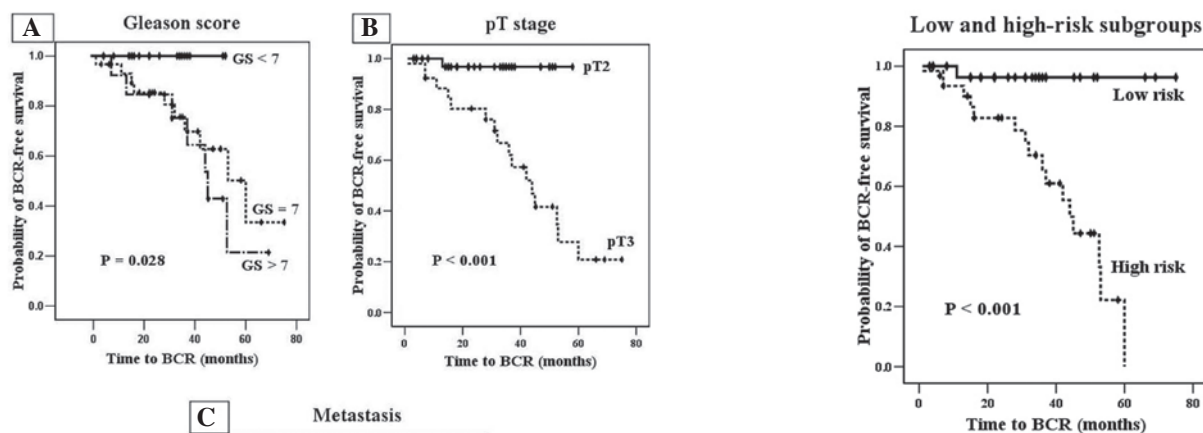 A
Gleason score
Probability of BCR-free survival
1.0
0.8
0.6
0.4
0.2
0.0
GS < 7
GS = 7
GS > 7
P = 0.028
0 20 40 60 80
Time to BCR (months)
B
pT stage
Probability of BCR-free survival
1.0
0.8
0.6
0.4
0.2
0.0
pT2
pT3
P < 0.001
0 20 40 60 80
Time to BCR (months)
C
Metastasis
Low and high-risk subgroups
Probability of BCR-free survival
1.0
0.8
0.6
0.4
0.2
0.0
Low risk
High risk
P < 0.001
0 20 40 60 80
Time to BCR (months)